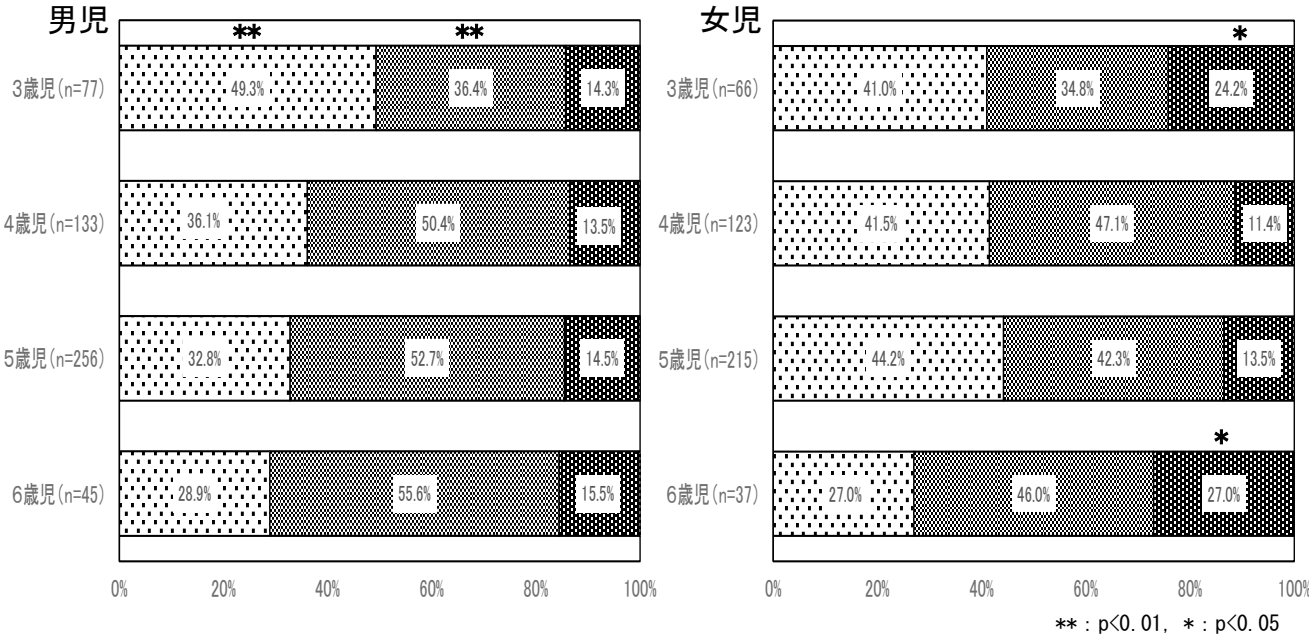 男児
** **
3歳児(n=77) 49.3% 36.4% 14.3%
4歳児(n=133) 36.1% 50.4% 13.5%
5歳児(n=256) 32.8% 52.7% 14.5%
6歳児(n=45) 28.9% 55.6% 15.5%
0% 20% 40% 60% 80% 100%
女児
*
3歳児(n=66) 41.0% 34.8% 24.2%
4歳児(n=123) 41.5% 47.1% 11.4%
5歳児(n=215) 44.2% 42.3% 13.5%
*
6歳児(n=37) 27.0% 46.0% 27.0%
0% 20% 40% 60% 80% 100%
**:p<0.01, *:p<0.05